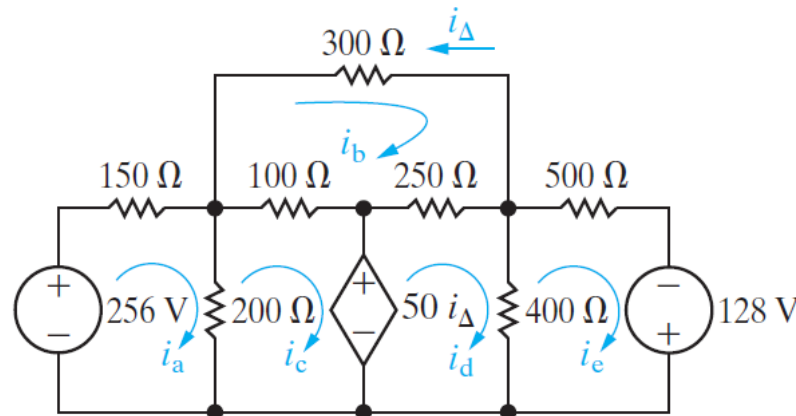 300 Ω
i_Δ
i_b
150 Ω
100 Ω
250 Ω
500 Ω
+
−
256 V
200 Ω
+
−
50 i_Δ
400 Ω
−
+
128 V
i_a
i_c
i_d
i_e